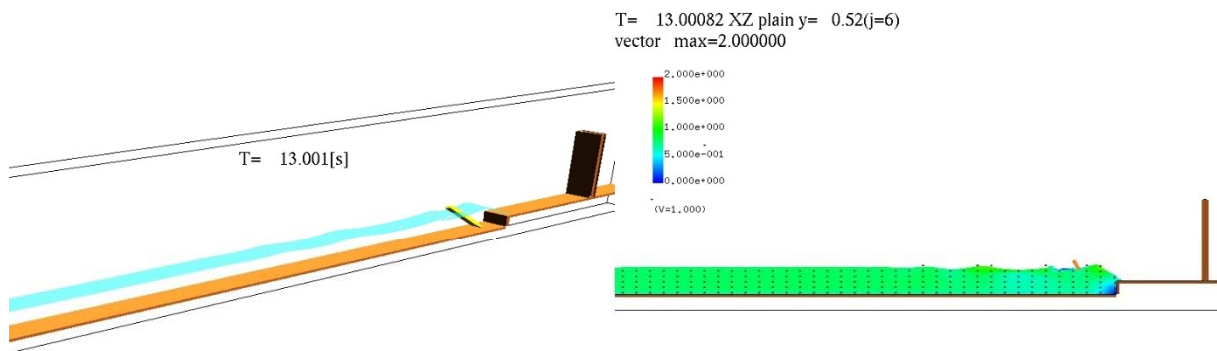 T= 13.001[s]
T= 13.00082 XZ plain y= 0.52(j=6)
vector max=2.000000
2.000e+000
1.500e+000
1.000e+000
5.000e-001
0.000e+000
(V=1.000)